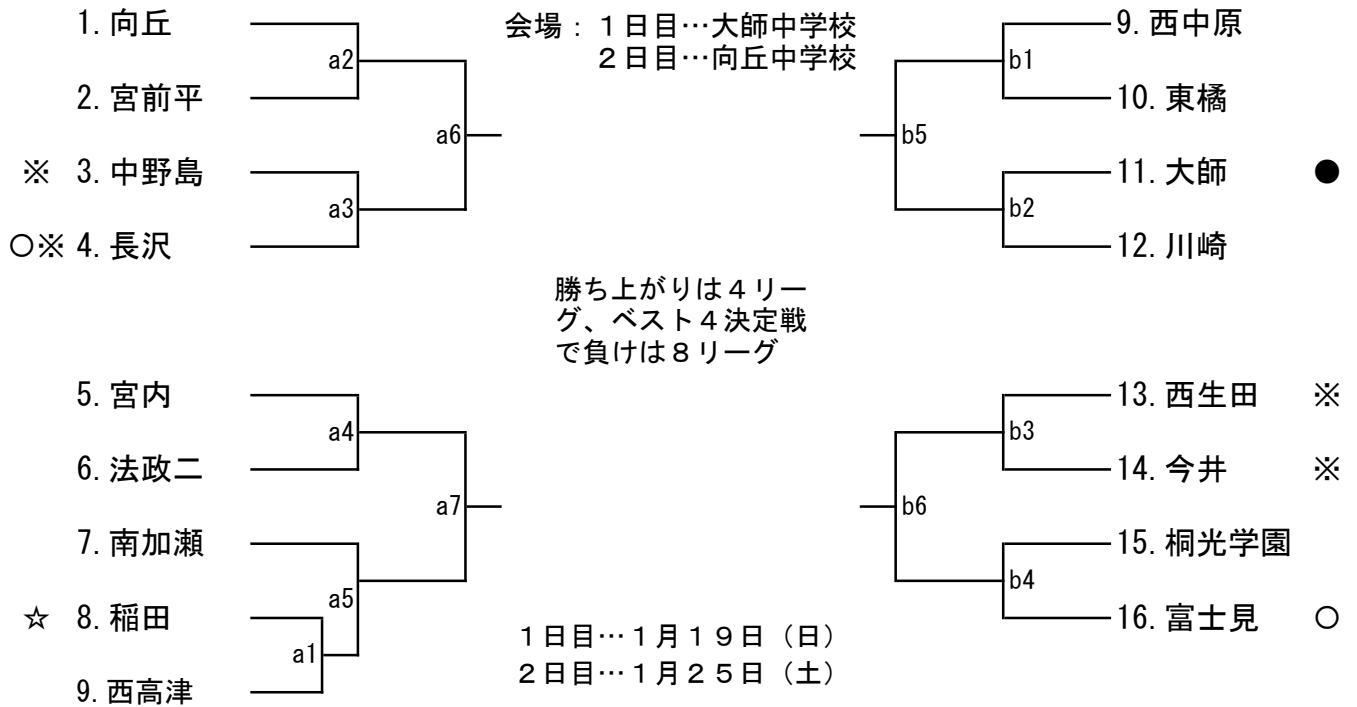 会場：１日目…大師中学校
２日目…向丘中学校
1. 向丘
a2
2. 宮前平
a6
※ 3. 中野島
a3
○※ 4. 長沢
9. 西中原
b1
10. 東橘
b5
11. 大師 ●
b2
12. 川崎
勝ち上がりは４リー
グ、ベスト４決定戦
で負けは８リーグ
5. 宮内
a4
6. 法政二
a7
7. 南加瀬
a5
☆ 8. 稲田
a1
9. 西高津
13. 西生田 ※
b3
14. 今井 ※
b6
15. 桐光学園
b4
16. 富士見 ○
１日目…１月１９日（日）
２日目…１月２５日（土）